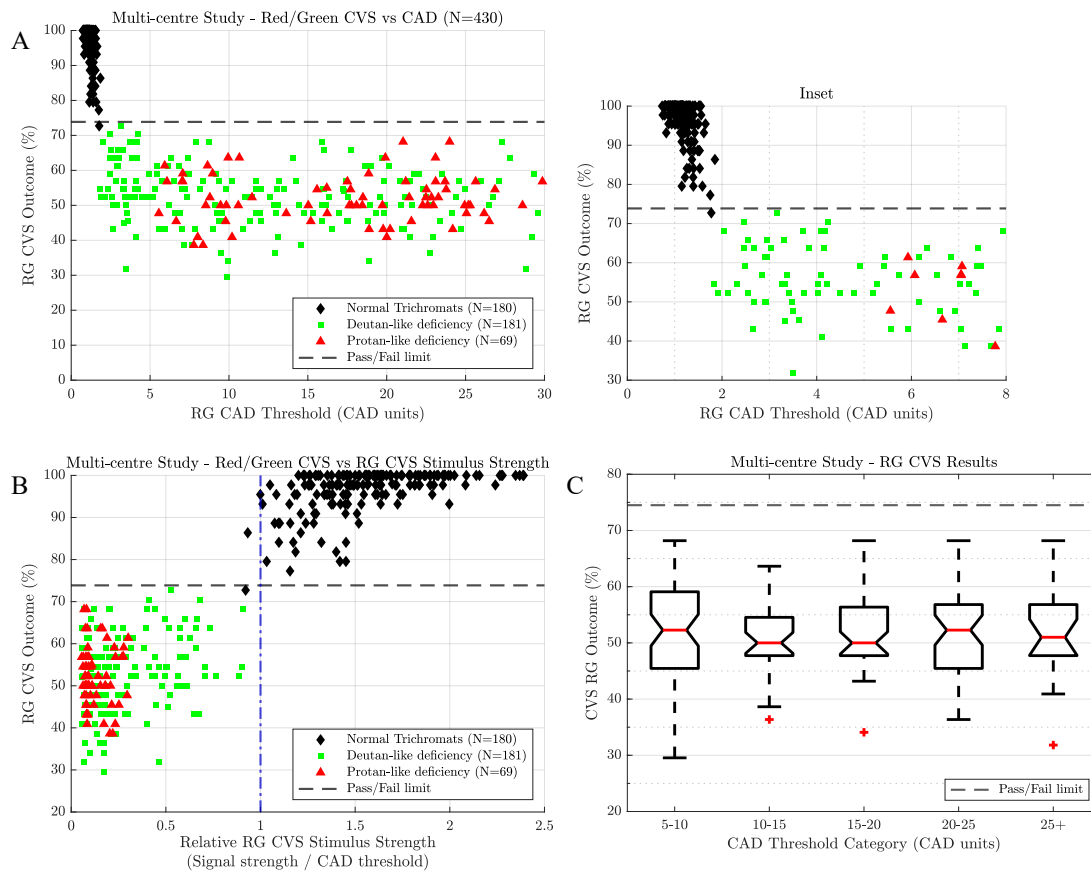 A
Multi-centre Study - Red/Green CVS vs CAD (N=430)
100
90
80
70
60
50
40
30
20
10
0
RG CVS Outcome (%)
Normal Trichromats (N=180)
Deutan-like deficiency (N=181)
Protan-like deficiency (N=69)
Pass/Fail limit
0
5
10
15
20
25
30
RG CAD Threshold (CAD units)
Inset
100
90
80
70
60
50
40
30
RG CVS Outcome (%)
0
2
4
6
8
RG CAD Threshold (CAD units)
B
Multi-centre Study - Red/Green CVS vs RG CVS Stimulus Strength
100
90
80
70
60
50
40
30
20
RG CVS Outcome (%)
Normal Trichromats (N=180)
Deutan-like deficiency (N=181)
Protan-like deficiency (N=69)
Pass/Fail limit
0
0.5
1
1.5
2
2.5
Relative RG CVS Stimulus Strength
(Signal strength / CAD threshold)
C
Multi-centre Study - RG CVS Results
80
70
60
50
40
30
20
CVS RG Outcome (%)
Pass/Fail limit
5-10
10-15
15-20
20-25
25+
CAD Threshold Category (CAD units)